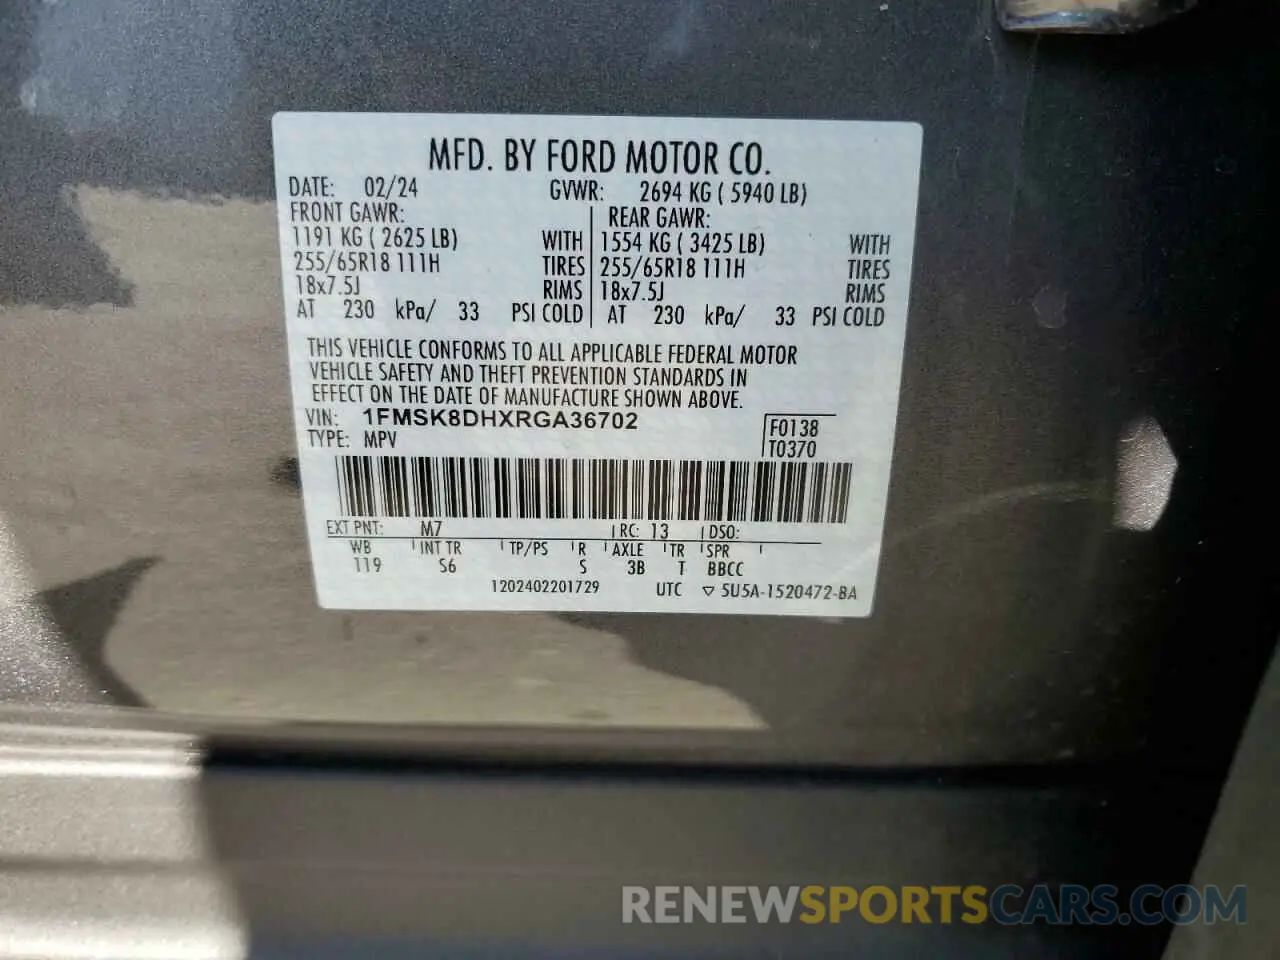 MFD. BY FORD MOTOR CO.
DATE: 02/24 GVWR: 2694 KG ( 5940 LB)
FRONT GAWR: REAR GAWR:
1191 KG ( 2625 LB) WITH 1554 KG ( 3425 LB) WITH
255/65R18 111H TIRES 255/65R18 111H TIRES
18x7.5J RIMS 18x7.5J RIMS
AT 230 kPa/ 33 PSI COLD AT 230 kPa/ 33 PSI COLD
THIS VEHICLE CONFORMS TO ALL APPLICABLE FEDERAL MOTOR
VEHICLE SAFETY AND THEFT PREVENTION STANDARDS IN
EFFECT ON THE DATE OF MANUFACTURE SHOWN ABOVE.
VIN: 1FMSK8DHXRGA36702
TYPE: MPV
F0138
T0370
EXT PNT: M7 RC: 13 DSO:
WB INT TR TP/PS R AXLE TR SPR
119 S6 S 3B T BBCC
1202402201729 UTC ▽ 5U5A-1520472-BA
RENEWSPORTSCARS.COM